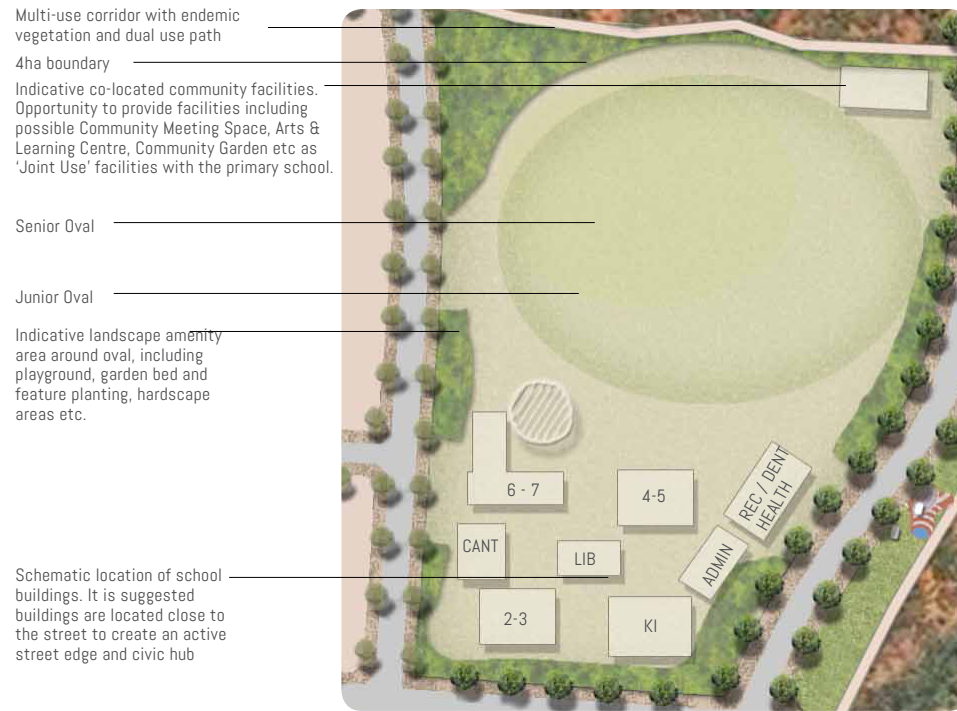 Multi-use corridor with endemic
vegetation and dual use path
4ha boundary
Indicative co-located community facilities.
Opportunity to provide facilities including
possible Community Meeting Space, Arts &
Learning Centre, Community Garden etc as
‘Joint Use’ facilities with the primary school.
Senior Oval
Junior Oval
Indicative landscape amenity
area around oval, including
playground, garden bed and
feature planting, hardscape
areas etc.
Schematic location of school
buildings. It is suggested
buildings are located close to
the street to create an active
street edge and civic hub
6 - 7
4-5
REC / DENT
HEALTH
CANT
LIB
ADMIN
2-3
KI